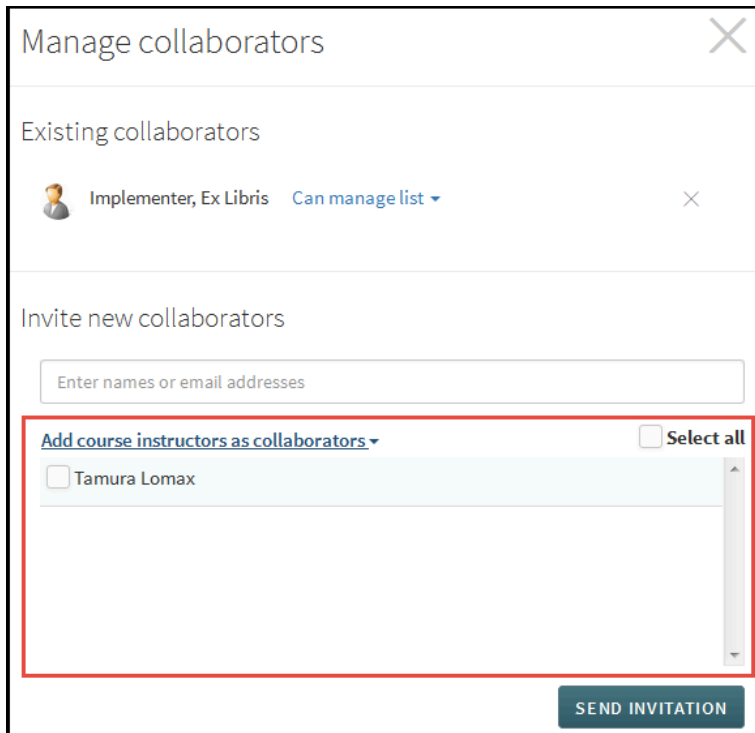 Manage collaborators
Existing collaborators
Implementer, Ex Libris Can manage list
Invite new collaborators
Enter names or email addresses
Add course instructors as collaborators Select all
Tamura Lomax
SEND INVITATION